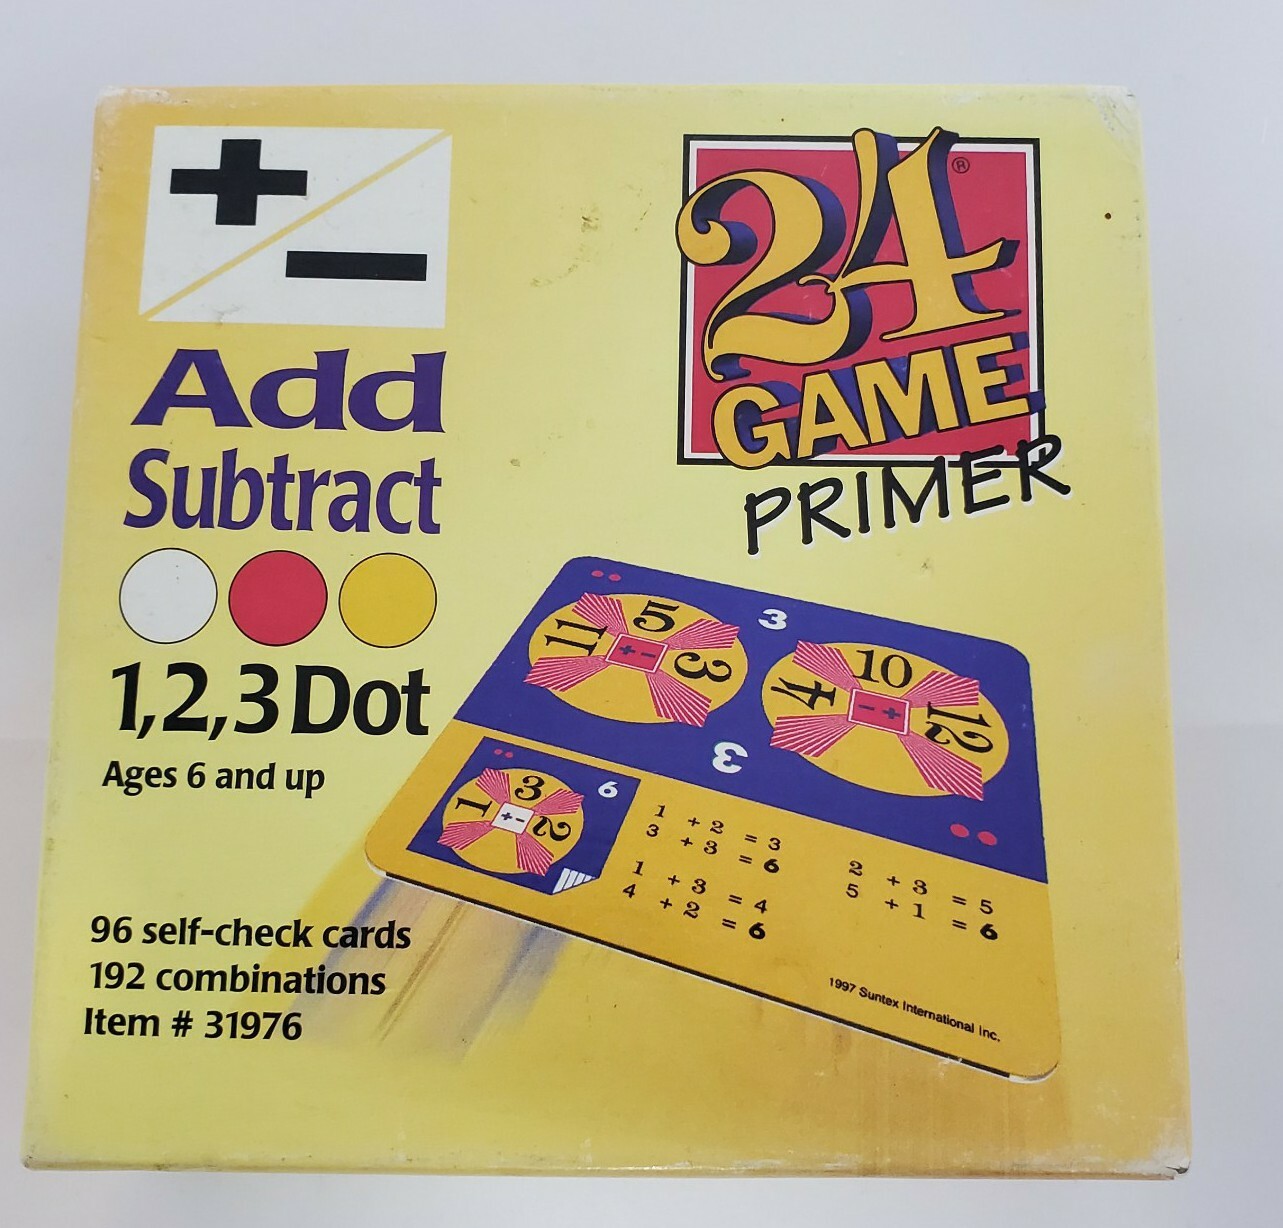 +
−
Add
Subtract
1,2,3 Dot
Ages 6 and up
96 self-check cards
192 combinations
Item # 31976
24®
GAME
PRIMER
3
11 5 3
+ −
4 10 12
+ −
3
6
1 3 2
+ −
1 + 2 = 3
3 + 3 = 6
1 + 3 = 4
4 + 2 = 6
2 + 3 = 5
5 + 1 = 6
1997 Suntex International Inc.